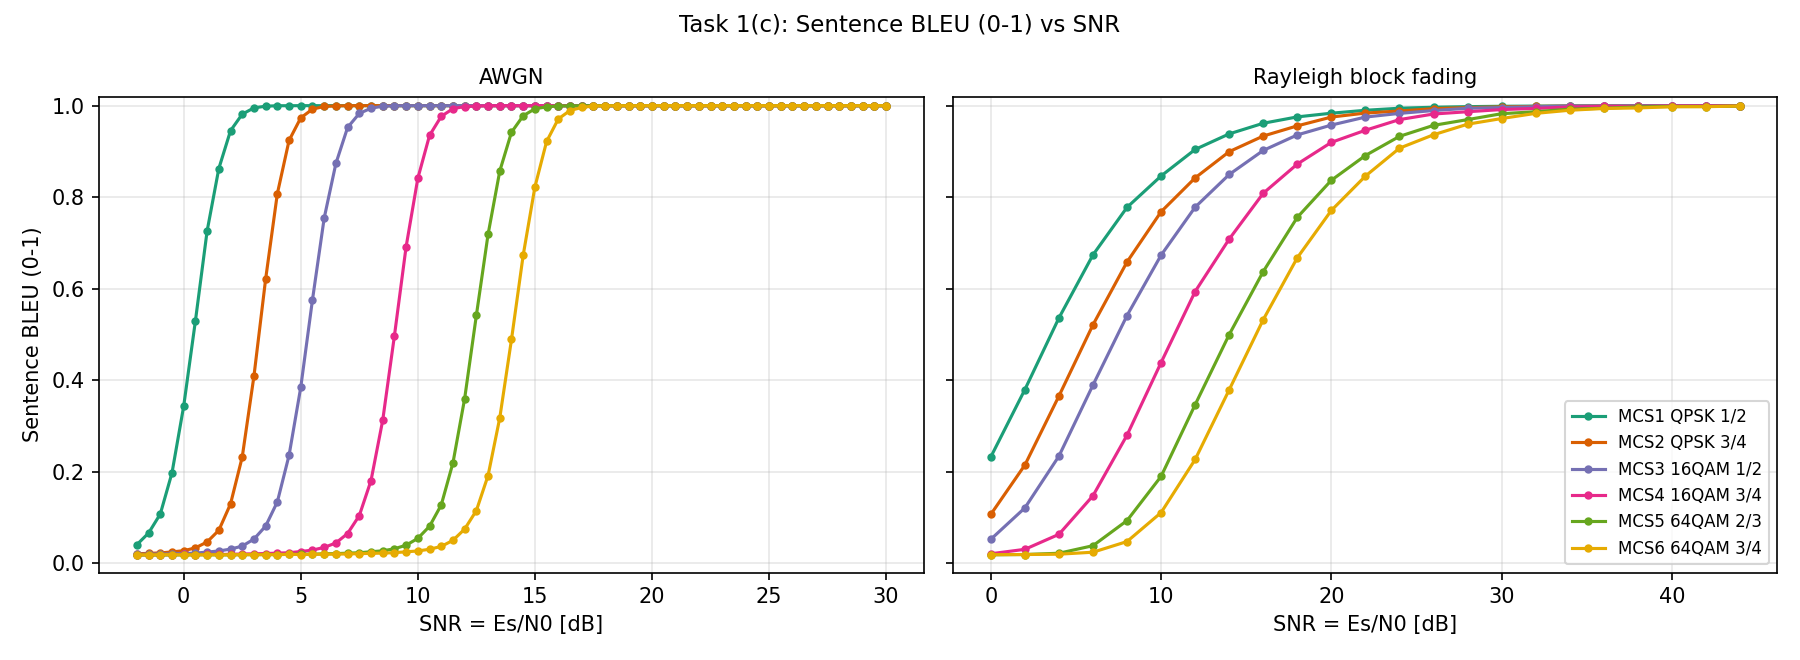 Task 1(c): Sentence BLEU (0-1) vs SNR
AWGN
Rayleigh block fading
Sentence BLEU (0-1)
1.0
0.8
0.6
0.4
0.2
0.0
0 5 10 15 20 25 30
SNR = Es/N0 [dB]
0 10 20 30 40
SNR = Es/N0 [dB]
MCS1 QPSK 1/2
MCS2 QPSK 3/4
MCS3 16QAM 1/2
MCS4 16QAM 3/4
MCS5 64QAM 2/3
MCS6 64QAM 3/4